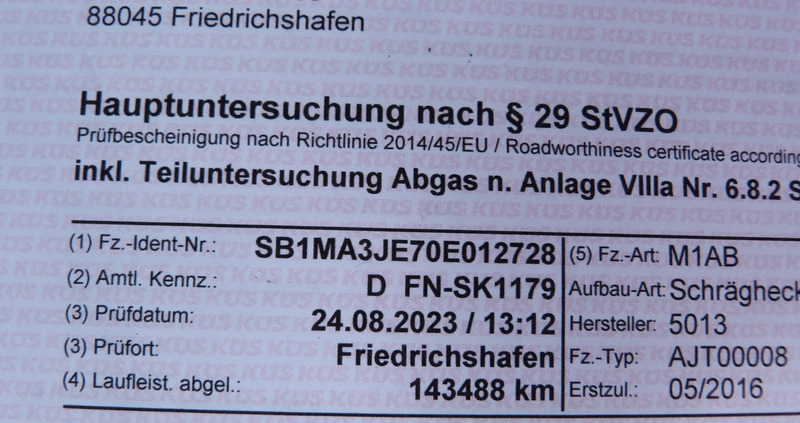 88045 Friedrichshafen
Hauptuntersuchung nach § 29 StVZO
Prüfbescheinigung nach Richtlinie 2014/45/EU / Roadworthiness certificate according
inkl. Teiluntersuchung Abgas n. Anlage VIIIa Nr. 6.8.2 S
(1) Fz.-Ident-Nr.: SB1MA3JE70E012728 (5) Fz.-Art: M1AB
(2) Amtl. Kennz. D FN-SK1179 Aufbau-Art: Schrägheck
(3) Prüfdatum: 24.08.2023 / 13:12 Hersteller: 5013
(3) Prüfort: Friedrichshafen Fz.-Typ: AJT00008
(4) Laufleist. abgel.: 143488 km Erstzul.: 05/2016